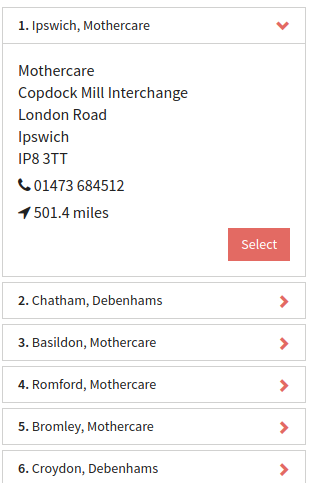 1. Ipswich, Mothercare
Mothercare
Copdock Mill Interchange
London Road
Ipswich
IP8 3TT
01473 684512
501.4 miles
Select
2. Chatham, Debenhams
3. Basildon, Mothercare
4. Romford, Mothercare
5. Bromley, Mothercare
6. Croydon, Debenhams